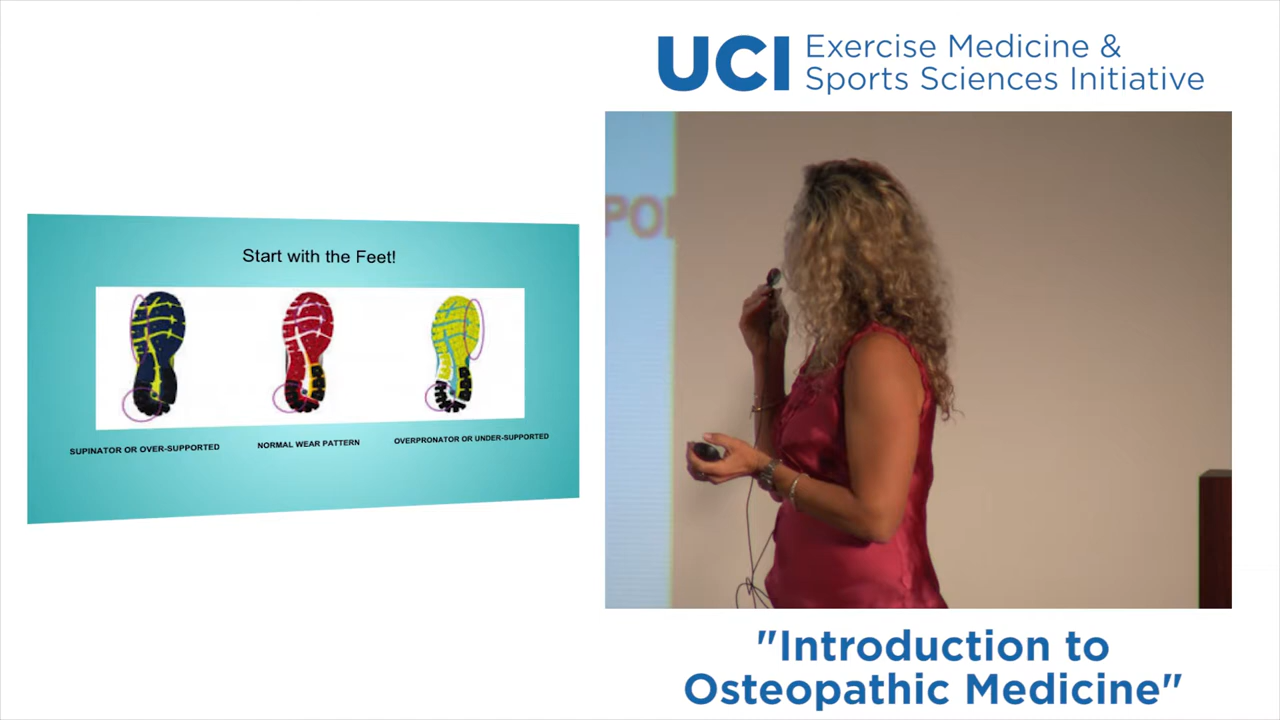 UCI Exercise Medicine &
Sports Sciences Initiative
Start with the Feet!
SUPINATOR OR OVER-SUPPORTED
NORMAL WEAR PATTERN
OVERPRONATOR OR UNDER-SUPPORTED
POR
"Introduction to
Osteopathic Medicine"